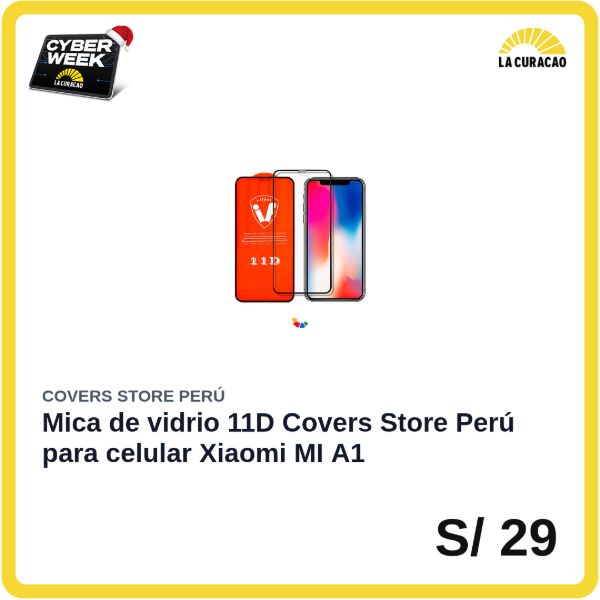 CYBER
WEEK
LA CURACAO
LA CURACAO
11D
COVERS STORE PERÚ
Mica de vidrio 11D Covers Store Perú
para celular Xiaomi MI A1
S/ 29